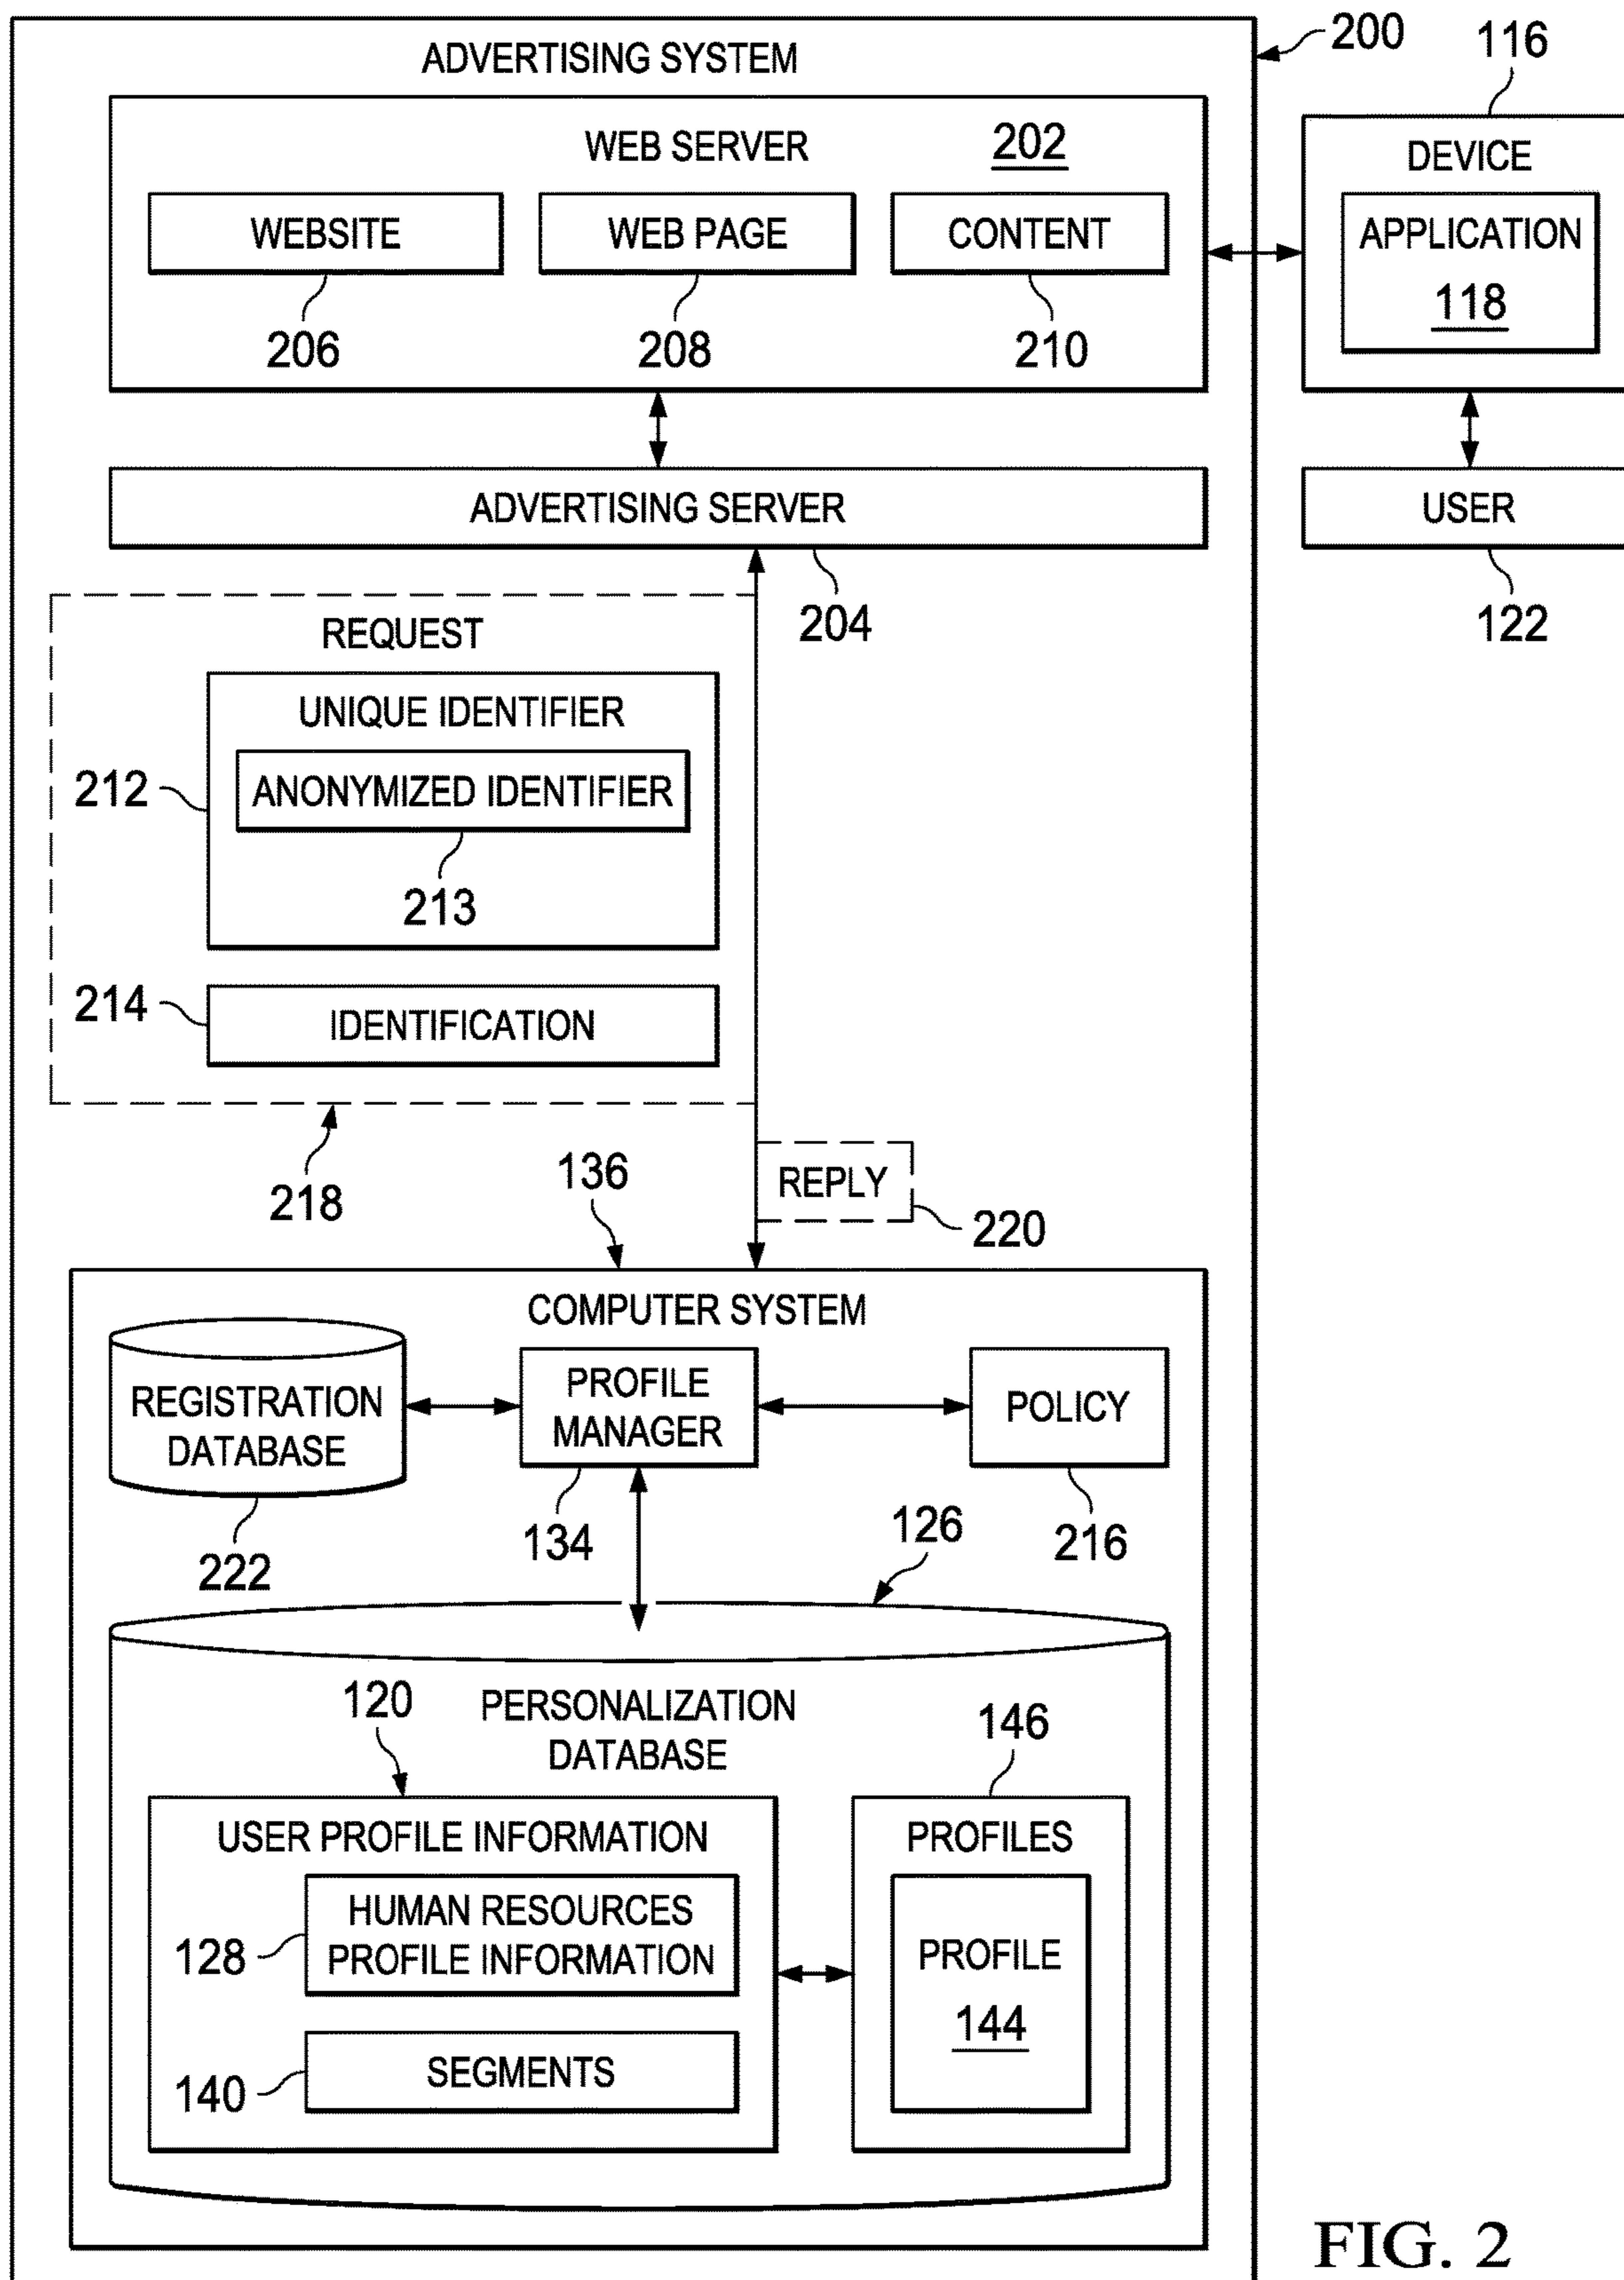 ADVERTISING SYSTEM
200
116
WEB SERVER
202
DEVICE
WEBSITE
WEB PAGE
CONTENT
APPLICATION
118
206
208
210
ADVERTISING SERVER
USER
204
122
REQUEST
UNIQUE IDENTIFIER
212
ANONYMIZED IDENTIFIER
213
214
IDENTIFICATION
218
136
REPLY
220
COMPUTER SYSTEM
REGISTRATION
DATABASE
PROFILE
MANAGER
POLICY
222
134
126
216
120
PERSONALIZATION
DATABASE
146
USER PROFILE INFORMATION
PROFILES
128
HUMAN RESOURCES
PROFILE INFORMATION
PROFILE
144
140
SEGMENTS
FIG. 2